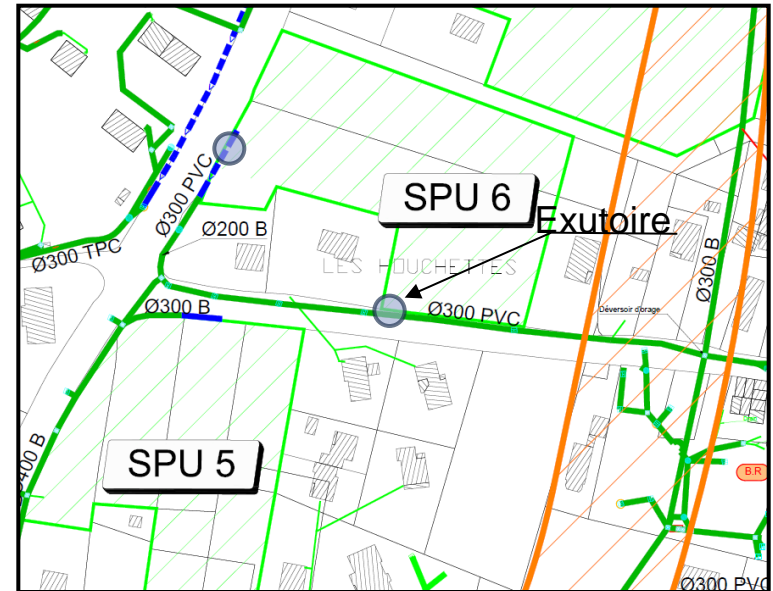 Ø300 PVC
SPU 6
Exutoire
Ø200 B
Ø300 TPC
LES HOUCHETTES
Ø300 B
Ø300 B
Ø300 PVC
Déversoir d'orage
SPU 5
Ø400 B
B.R
Ø300 PVC